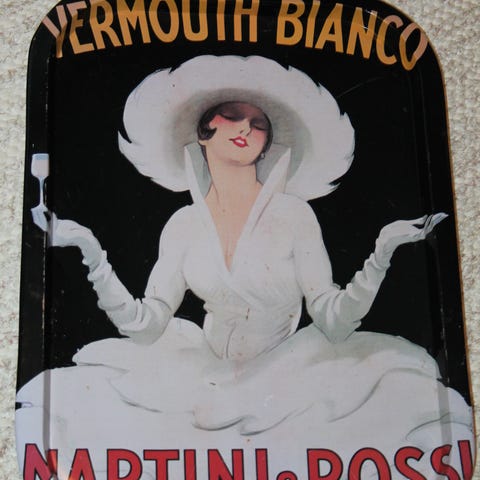 VERMOUTH BIANCO
MARTINI & ROSSI